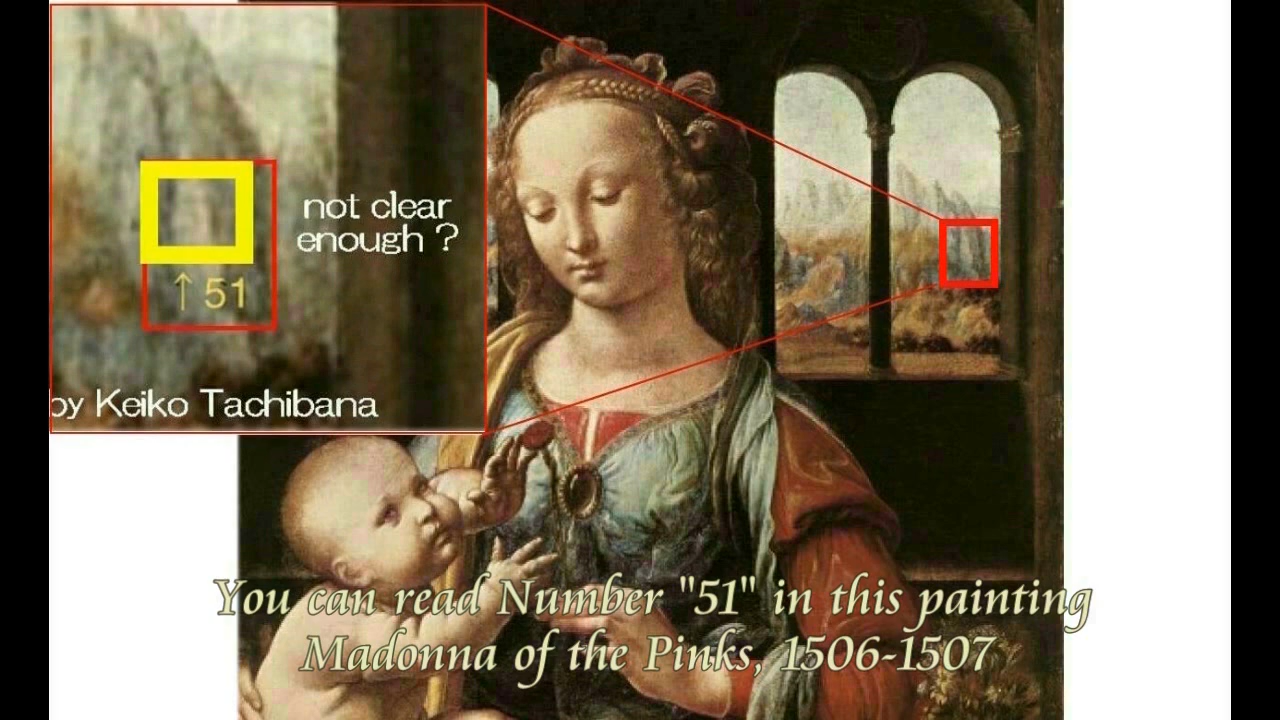 not clear
enough ?
↑ 51
by Keiko Tachibana
You can read Number "51" in this painting
Madonna of the Pinks, 1506-1507